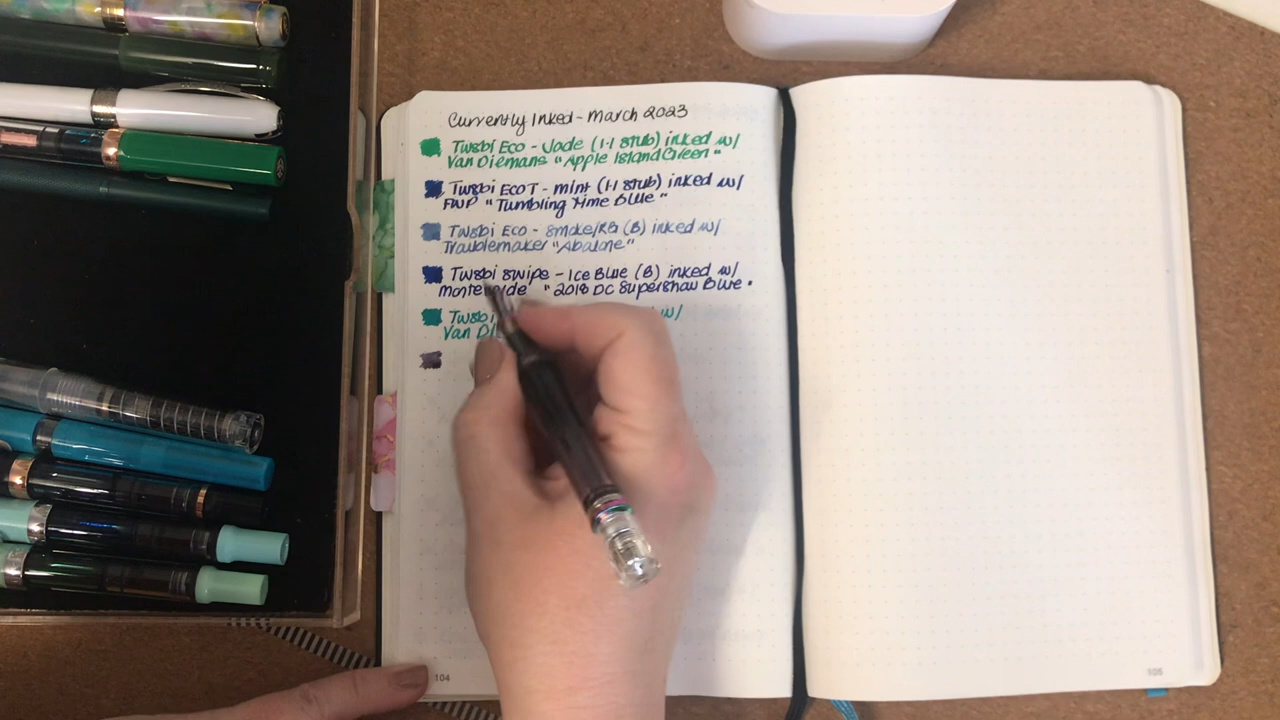 Currently Inked - March 2023
Twsbi Eco - Jade (1.1 stub) inked w/
Van Diemans "Apple Island Green"
Twsbi ECO T - mint (1.1 stub) inked w/
FWP "Tumbling Time Blue"
Twsbi Eco - Smoke/RG (B) inked w/
Troublemaker "Abalone"
Twsbi Swipe - Ice Blue (B) inked w/
"2018 DC Supershow Blue"
Twsbi w/
Van
104
105